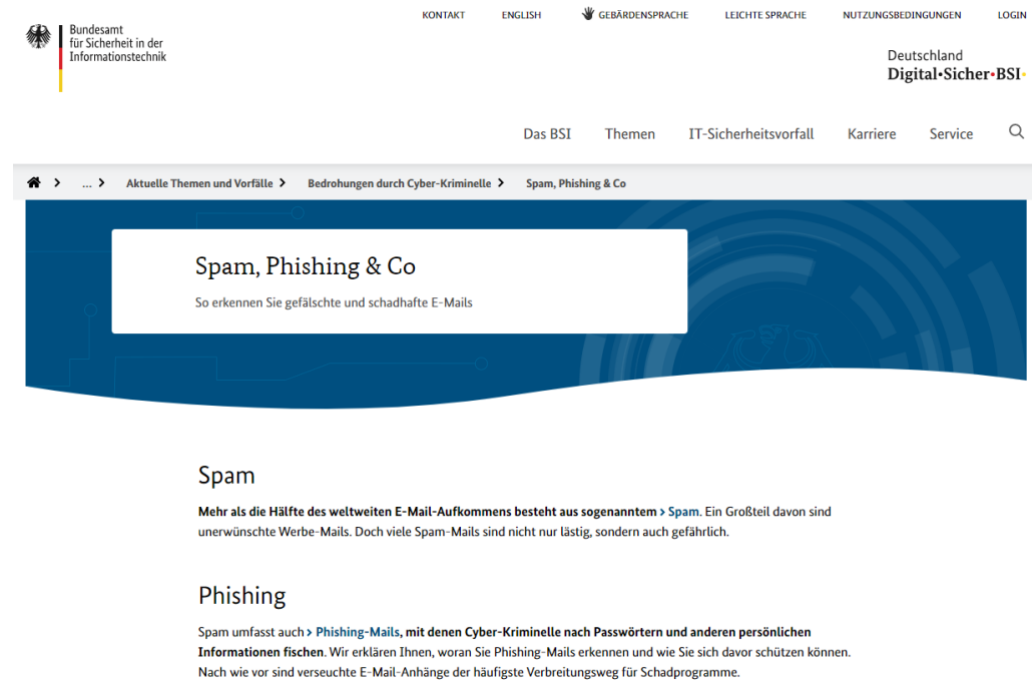 KONTAKT ENGLISH GEBÄRDENSPRACHE LEICHTE SPRACHE NUTZUNGSBEDINGUNGEN LOGIN
Bundesamt
für Sicherheit in der
Informationstechnik
Deutschland
Digital•Sicher•BSI•
Das BSI Themen IT-Sicherheitsvorfall Karriere Service
> ... > Aktuelle Themen und Vorfälle > Bedrohungen durch Cyber-Kriminelle > Spam, Phishing & Co
Spam, Phishing & Co
So erkennen Sie gefälschte und schadhafte E-Mails
Spam
Mehr als die Hälfte des weltweiten E-Mail-Aufkommens besteht aus sogenanntem > Spam. Ein Großteil davon sind
unerwünschte Werbe-Mails. Doch viele Spam-Mails sind nicht nur lästig, sondern auch gefährlich.
Phishing
Spam umfasst auch > Phishing-Mails, mit denen Cyber-Kriminelle nach Passwörtern und anderen persönlichen
Informationen fischen. Wir erklären Ihnen, woran Sie Phishing-Mails erkennen und wie Sie sich davor schützen können.
Nach wie vor sind verseuchte E-Mail-Anhänge der häufigste Verbreitungsweg für Schadprogramme.